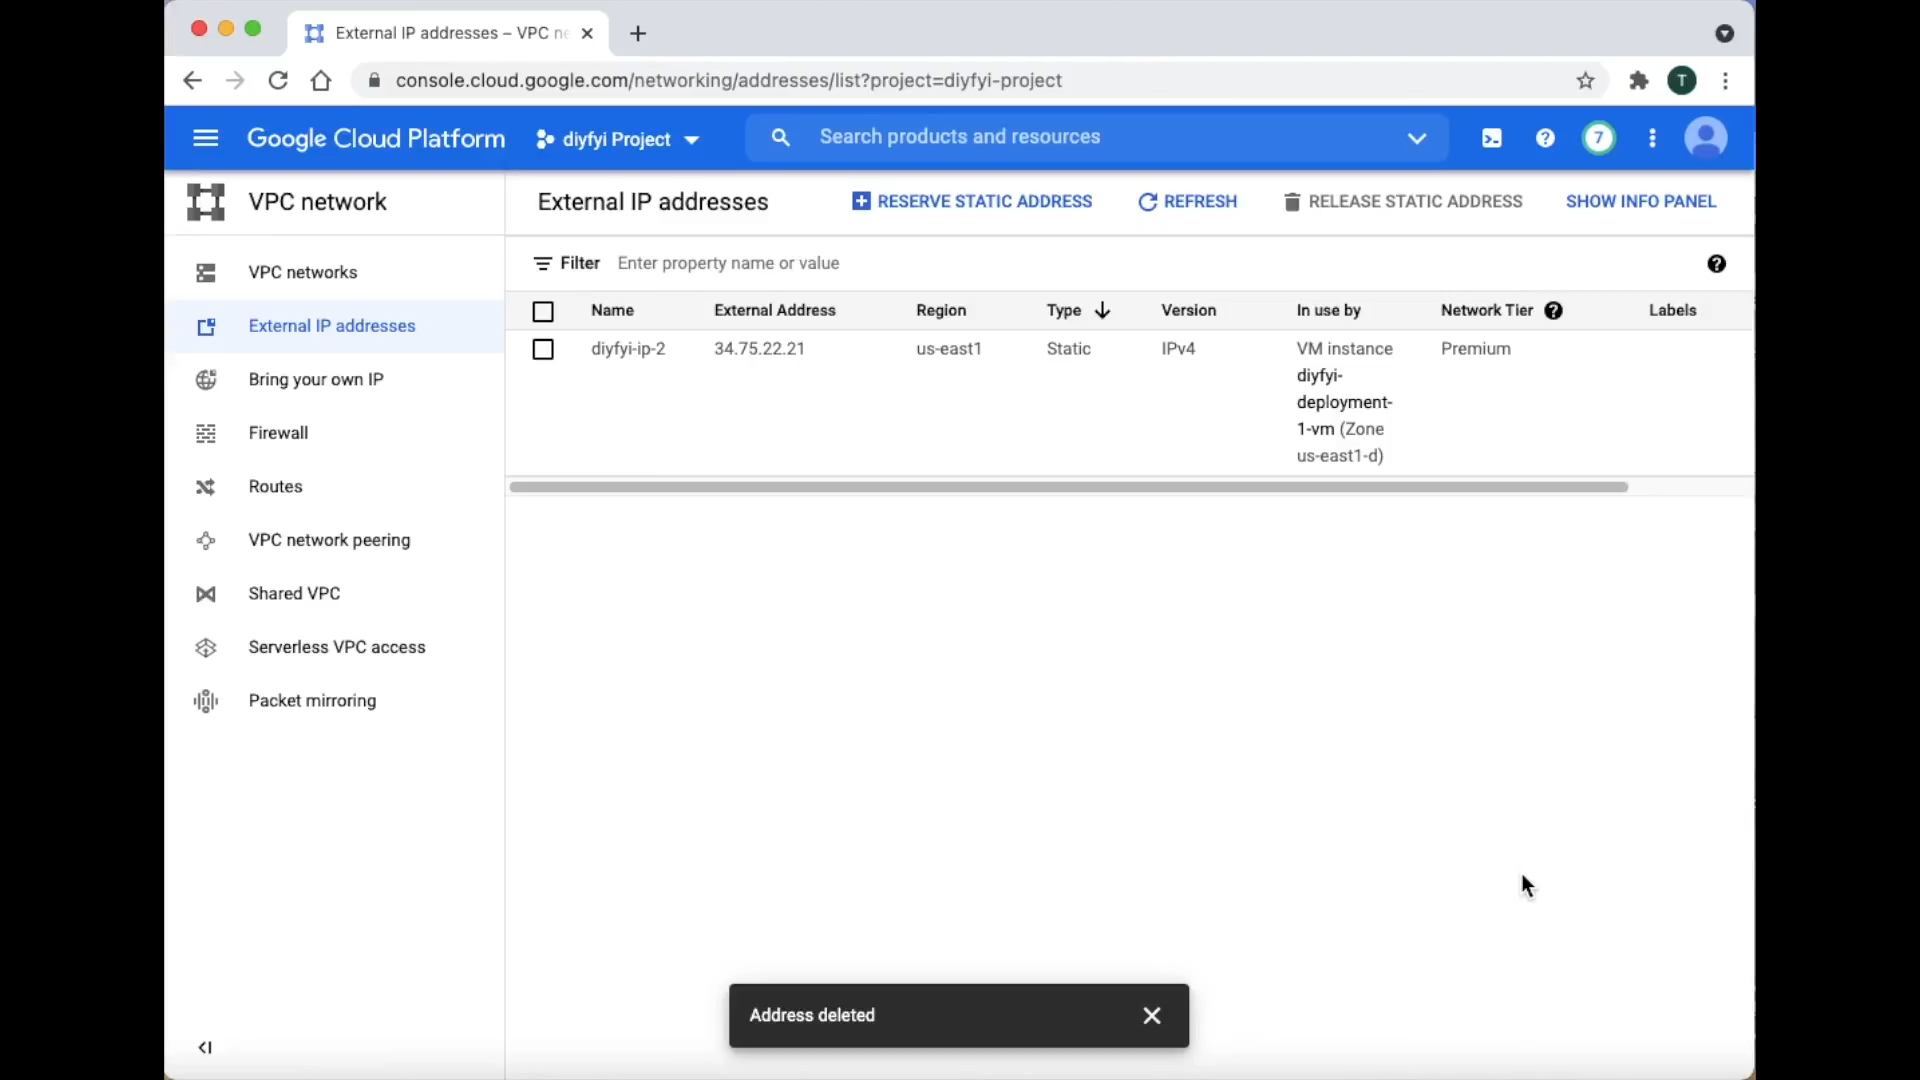 External IP addresses – VPC ne
console.cloud.google.com/networking/addresses/list?project=diyfyi-project
T
Google Cloud Platform
diyfyi Project
Search products and resources
7
VPC network
External IP addresses
RESERVE STATIC ADDRESS
REFRESH
RELEASE STATIC ADDRESS
SHOW INFO PANEL
VPC networks
External IP addresses
Bring your own IP
Firewall
Routes
VPC network peering
Shared VPC
Serverless VPC access
Packet mirroring
Filter Enter property name or value
Name External Address Region Type Version In use by Network Tier Labels
diyfyi-ip-2 34.75.22.21 us-east1 Static IPv4 VM instance Premium
diyfyi-
deployment-
1-vm (Zone
us-east1-d)
Address deleted